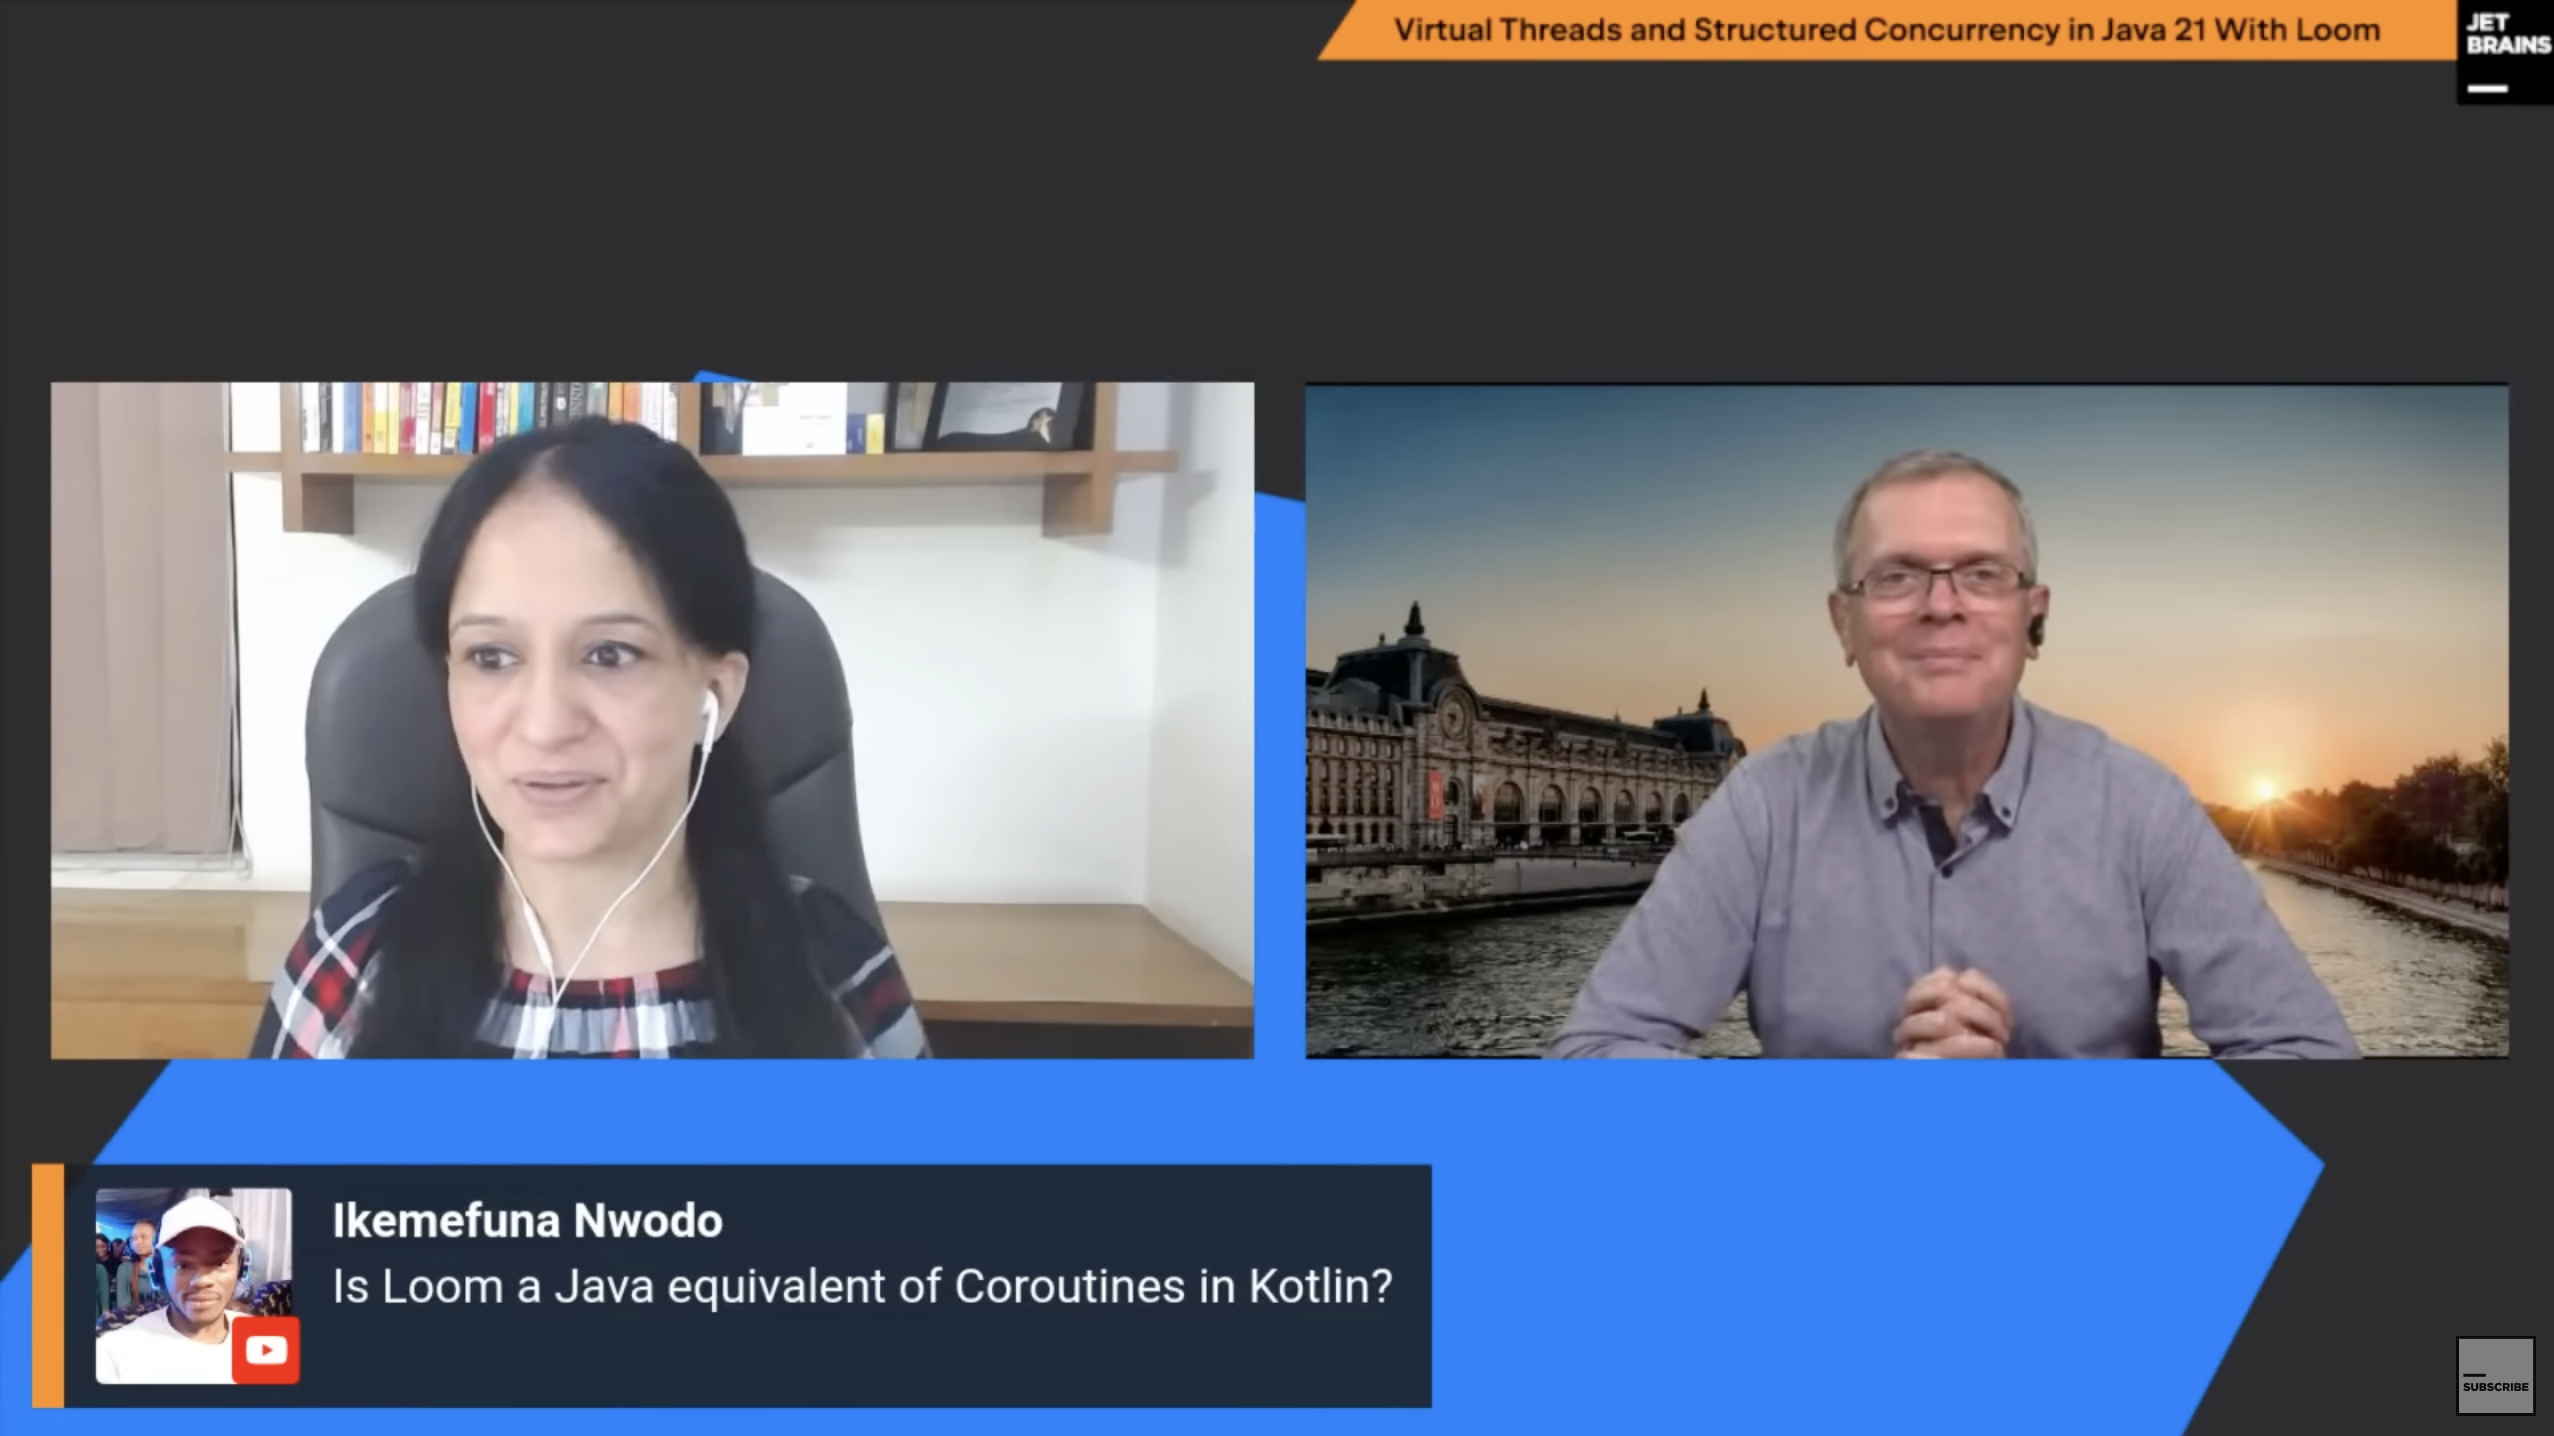 Virtual Threads and Structured Concurrency in Java 21 With Loom
JET
BRAINS
Ikemefuna Nwodo
Is Loom a Java equivalent of Coroutines in Kotlin?
SUBSCRIBE